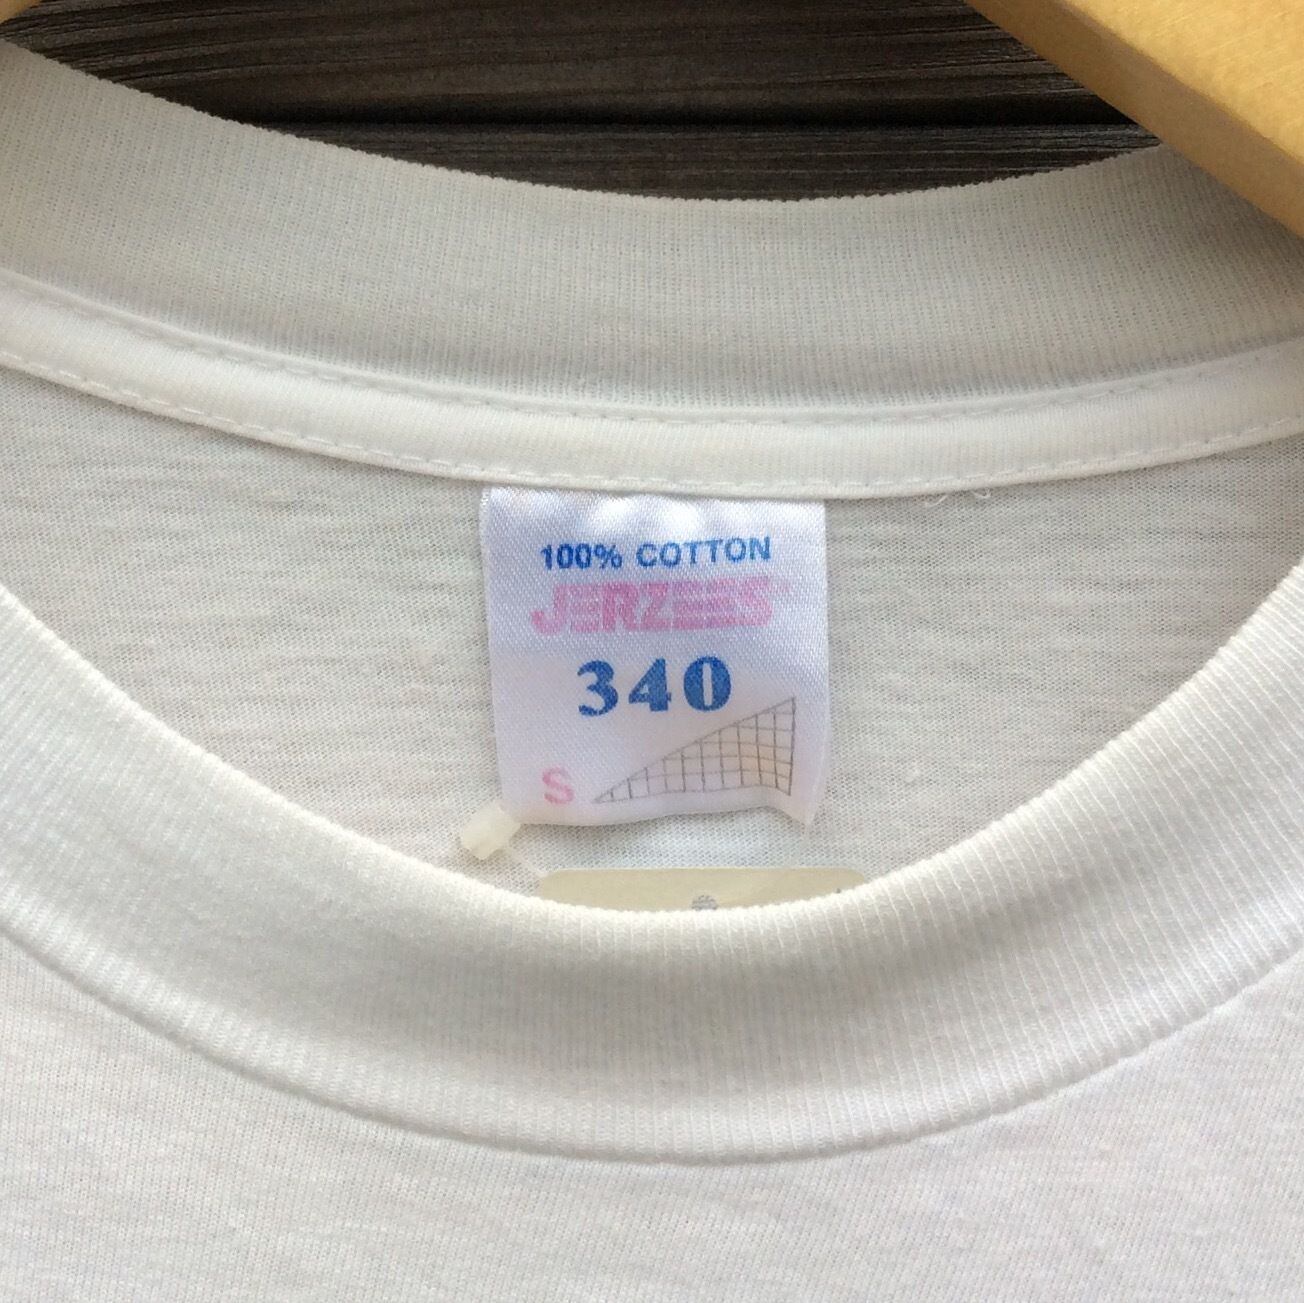 100% COTTON
JERZEES
340
S